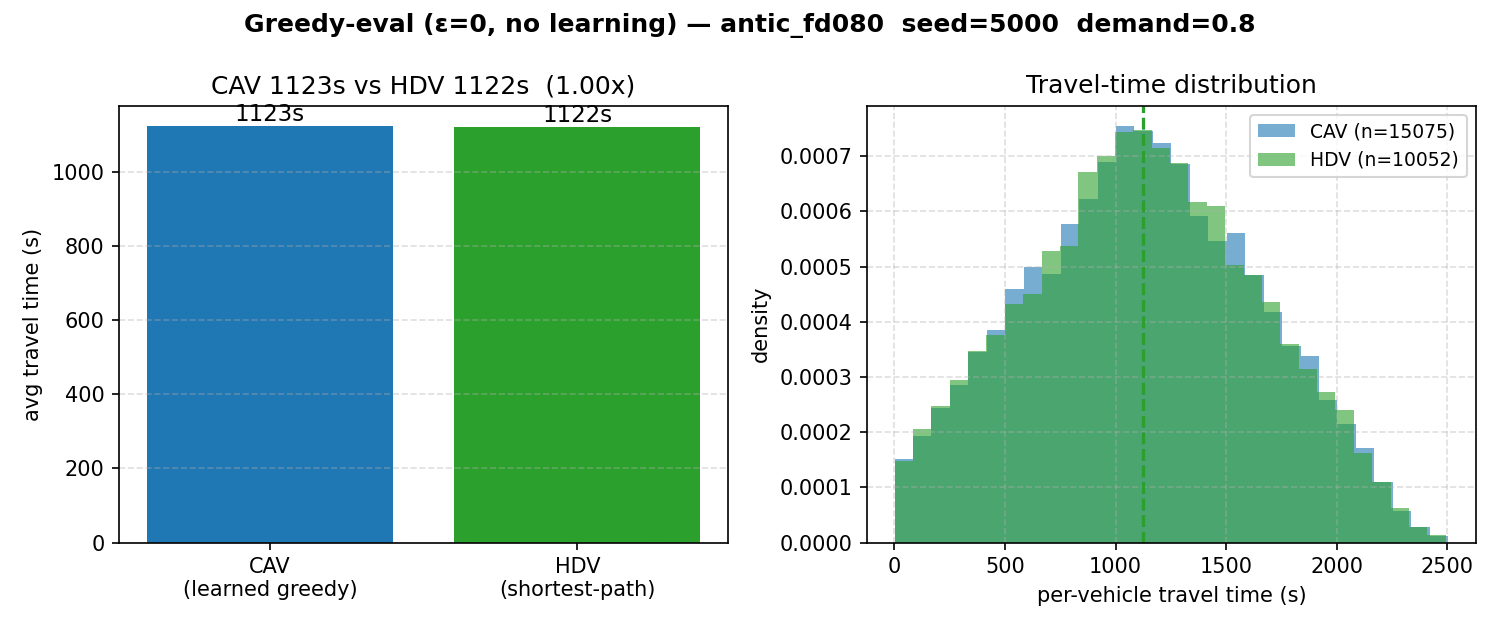 Greedy-eval (ε=0, no learning) — antic_fd080  seed=5000  demand=0.8
CAV 1123s vs HDV 1122s  (1.00x)
1123s
1122s
avg travel time (s)
1000
800
600
400
200
0
CAV
(learned greedy)
HDV
(shortest-path)
Travel-time distribution
CAV (n=15075)
HDV (n=10052)
density
0.0007
0.0006
0.0005
0.0004
0.0003
0.0002
0.0001
0.0000
0
500
1000
1500
2000
2500
per-vehicle travel time (s)